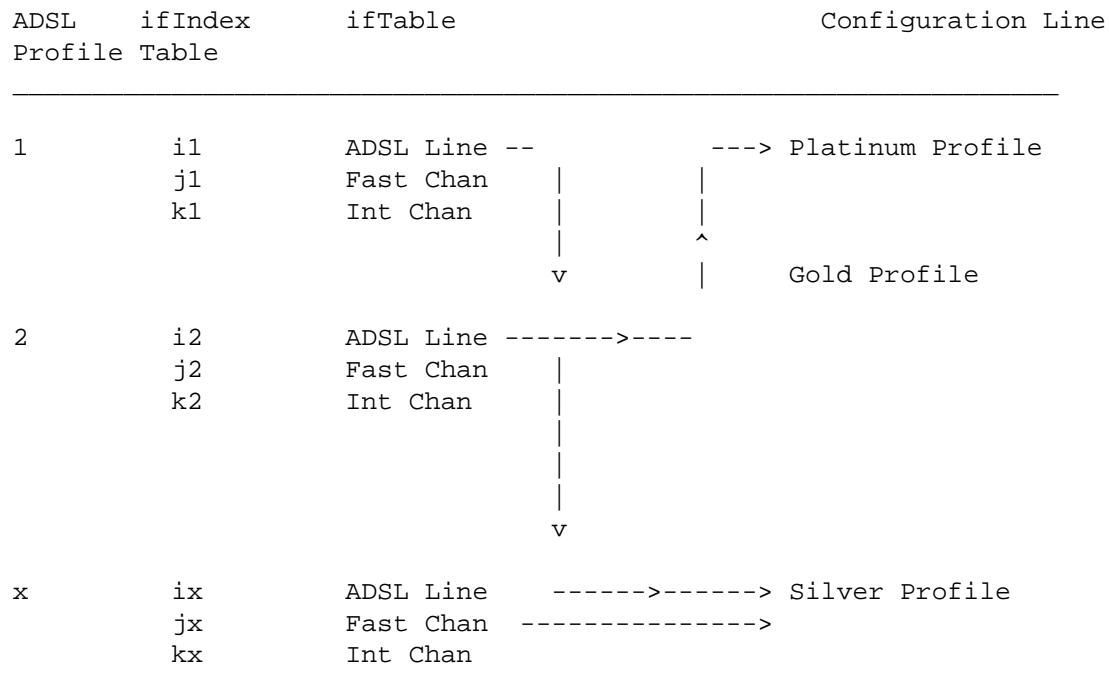 ADSL ifIndex ifTable Configuration Line
Profile Table
__________________________________________________________________
1 i1 ADSL Line -- ---> Platinum Profile
j1 Fast Chan | |
k1 Int Chan | |
| ^
v | Gold Profile
2 i2 ADSL Line ------->----
j2 Fast Chan |
k2 Int Chan |
|
|
|
v
x ix ADSL Line ------>------> Silver Profile
jx Fast Chan --------------->
kx Int Chan